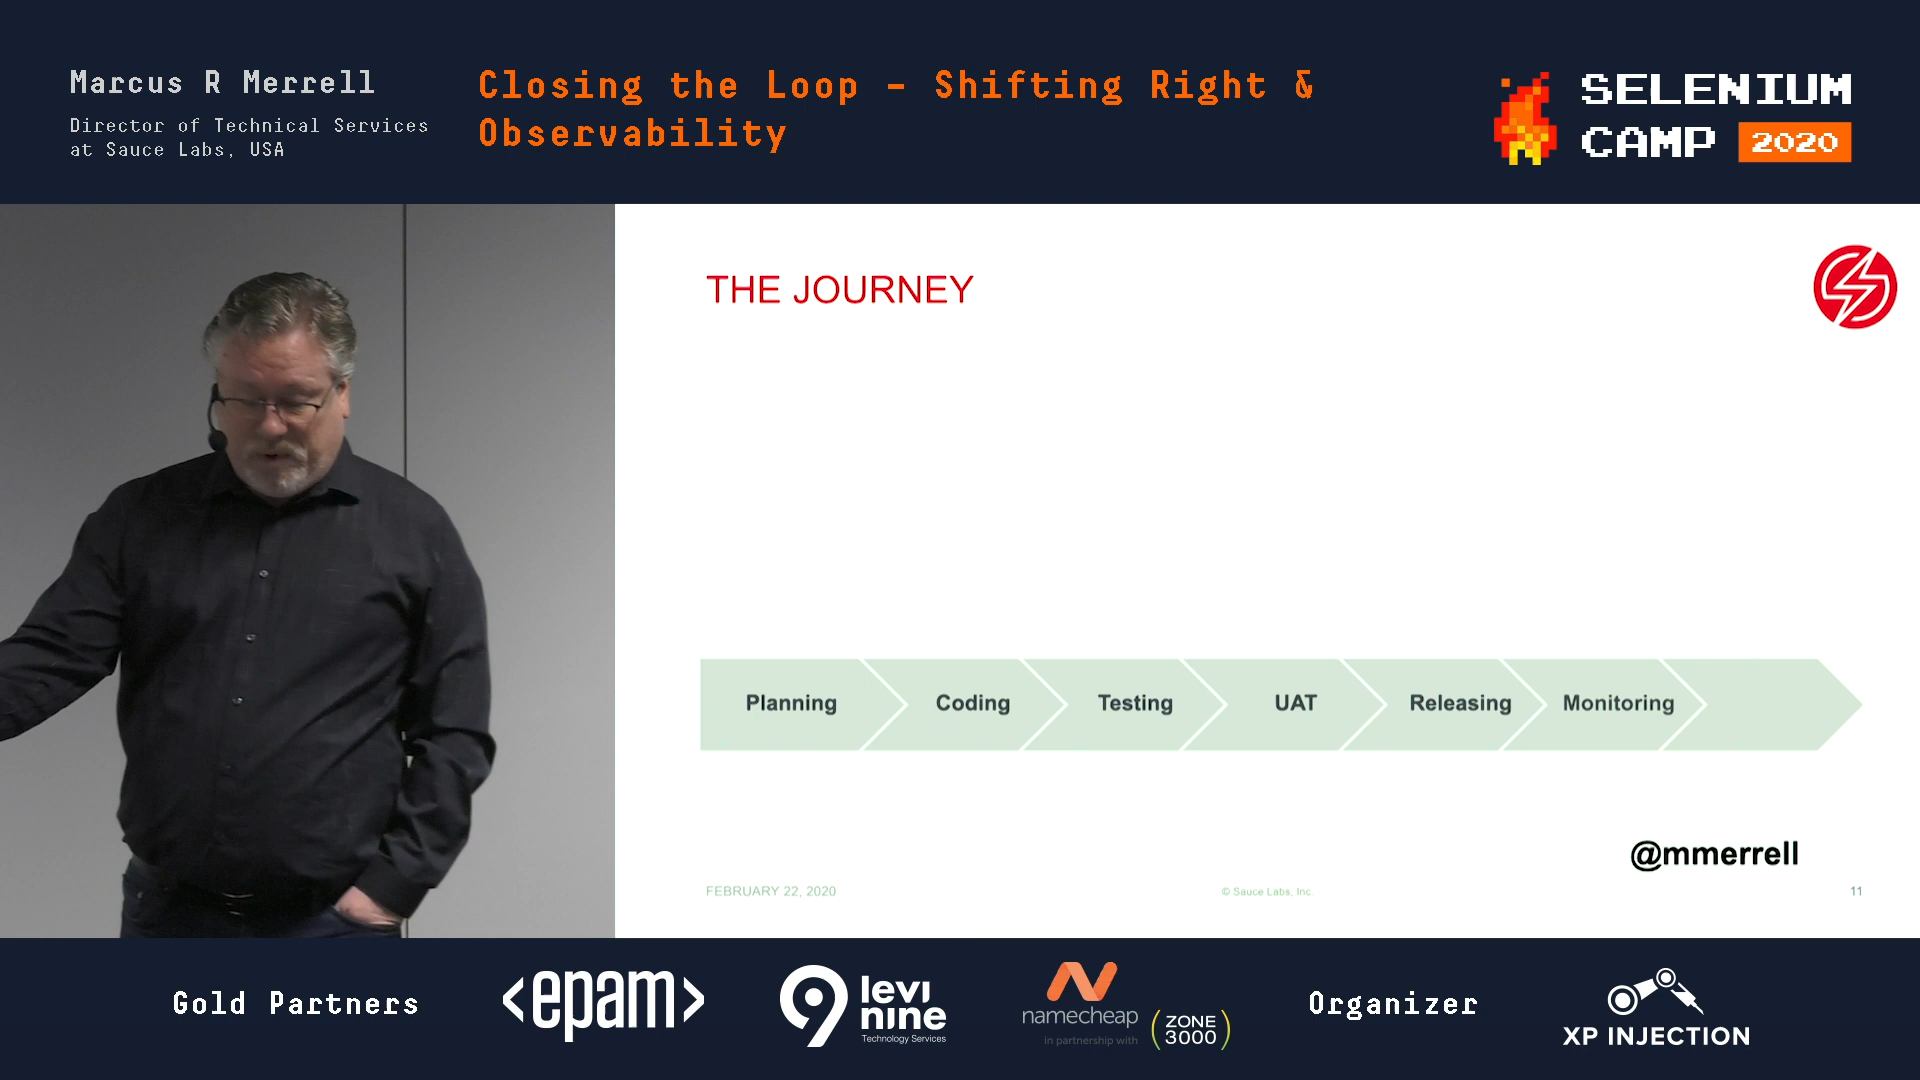 Marcus R Merrell
Director of Technical Services
at Sauce Labs, USA
Closing the Loop – Shifting Right &
Observability
SELENIUM
CAMP 2020
THE JOURNEY
Planning
Coding
Testing
UAT
Releasing
Monitoring
@mmerrell
FEBRUARY 22, 2020
© Sauce Labs, Inc.
11
Gold Partners
<epam>
9 levi
nine
Technology Services
namecheap
in partnership with
(ZONE
3000)
Organizer
XP INJECTION